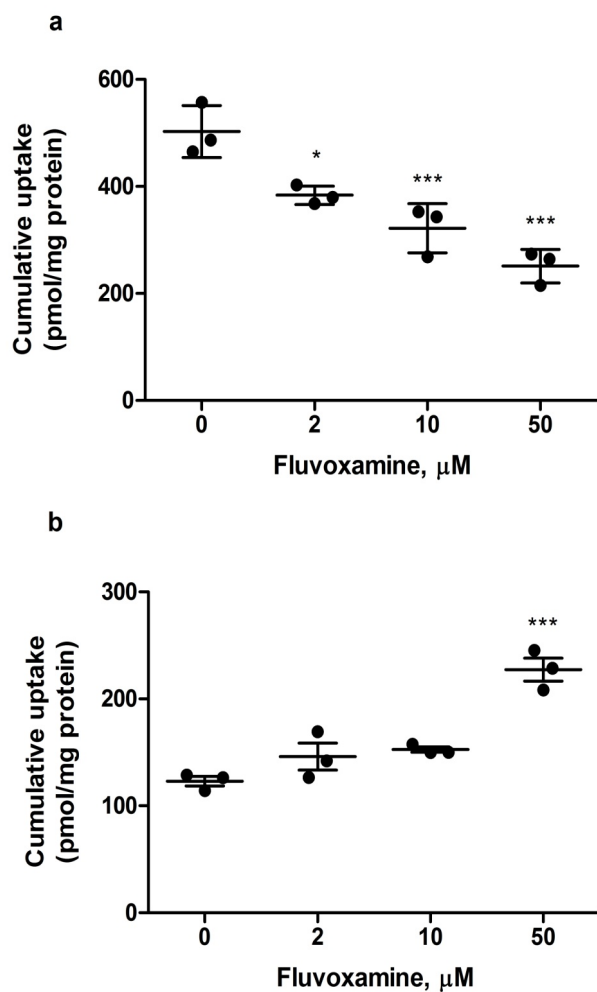 a
Cumulative uptake
(pmol/mg protein)
600
400
200
0
*
***
***
0 2 10 50
Fluvoxamine, μM
b
Cumulative uptake
(pmol/mg protein)
300
200
100
0
***
0 2 10 50
Fluvoxamine, μM